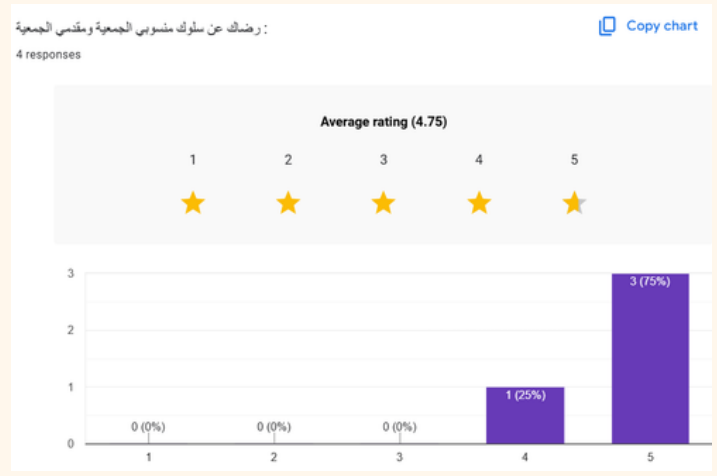 رضاك عن سلوك منسوبي الجمعية ومقدمي الجمعية :
Copy chart
4 responses
Average rating (4.75)
1 2 3 4 5
3
3 (75%)
2
1
1 (25%)
0 (0%) 0 (0%) 0 (0%)
0
1 2 3 4 5